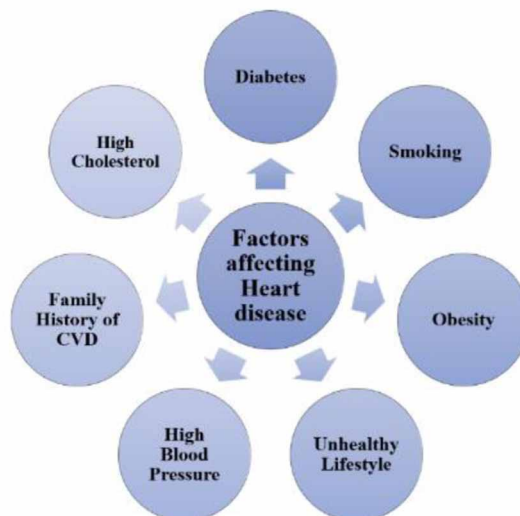 Diabetes
Smoking
Obesity
Unhealthy
Lifestyle
High
Blood
Pressure
Family
History of
CVD
High
Cholesterol
Factors
affecting
Heart
disease